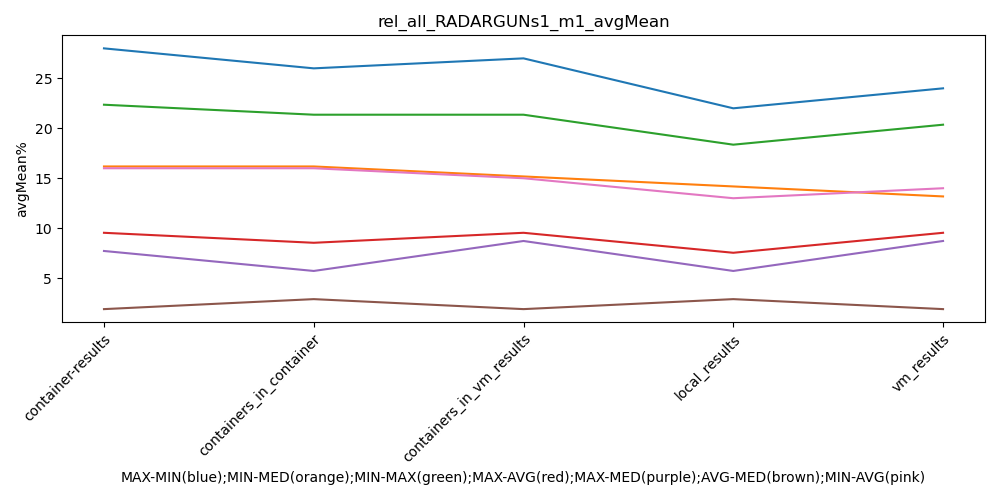 rel_all_RADARGUNs1_m1_avgMean
avgMean%
25
20
15
10
5
container-results
containers_in_container
containers_in_vm_results
local_results
vm_results
MAX-MIN(blue);MIN-MED(orange);MIN-MAX(green);MAX-AVG(red);MAX-MED(purple);AVG-MED(brown);MIN-AVG(pink)